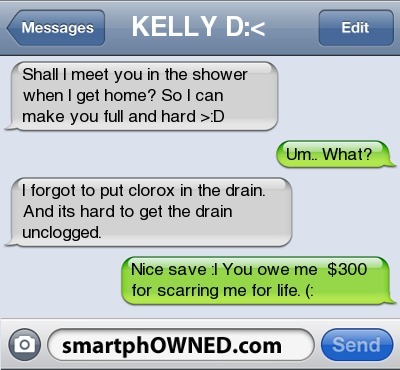 Messages
KELLY D:<
Edit
Shall I meet you in the shower
when I get home? So I can
make you full and hard >:D
Um.. What?
I forgot to put clorox in the drain.
And its hard to get the drain
unclogged.
Nice save :l You owe me  $300
for scarring me for life. (:
smartphOWNED.com
Send